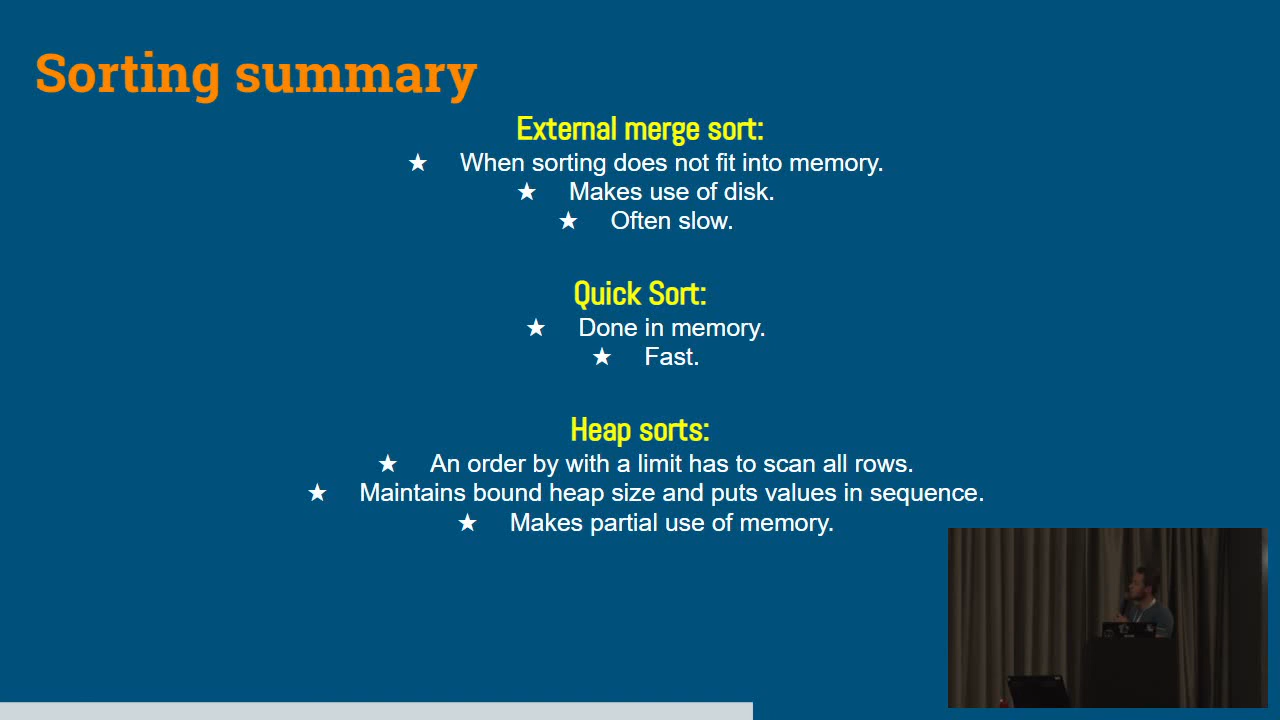 Sorting summary
External merge sort:
★ When sorting does not fit into memory.
★ Makes use of disk.
★ Often slow.
Quick Sort:
★ Done in memory.
★ Fast.
Heap sorts:
★ An order by with a limit has to scan all rows.
★ Maintains bound heap size and puts values in sequence.
★ Makes partial use of memory.